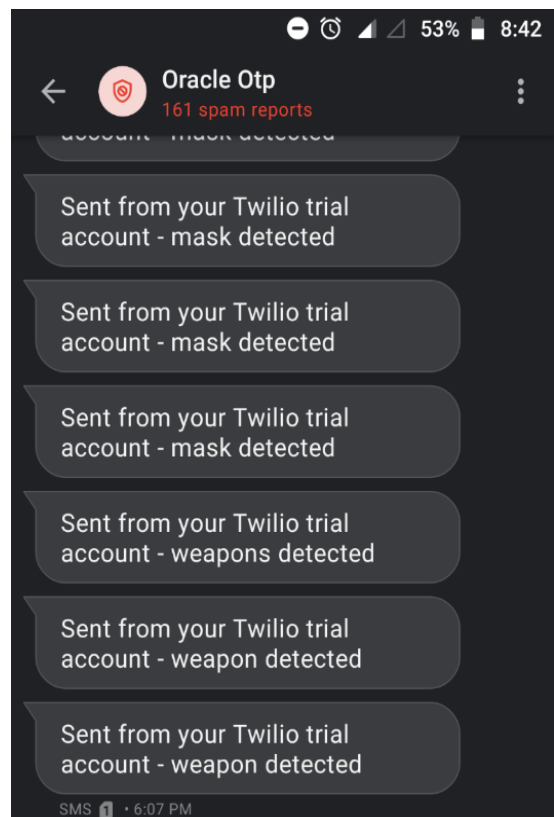 53% 8:42
Oracle Otp
161 spam reports
account - mask detected
Sent from your Twilio trial
account - mask detected
Sent from your Twilio trial
account - mask detected
Sent from your Twilio trial
account - mask detected
Sent from your Twilio trial
account - weapons detected
Sent from your Twilio trial
account - weapon detected
Sent from your Twilio trial
account - weapon detected
SMS 1 • 6:07 PM